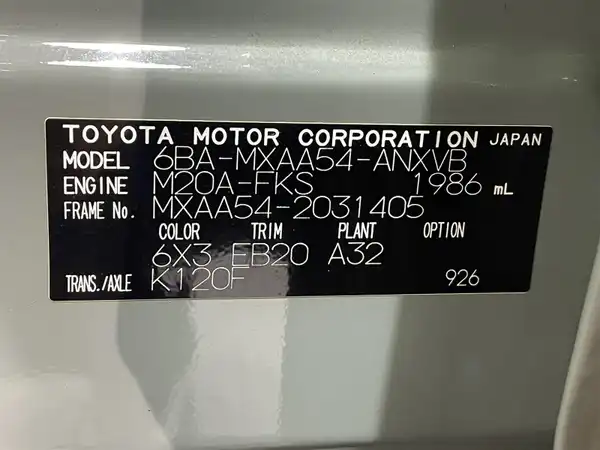 TOYOTA MOTOR CORPORATION JAPAN
MODEL 6BA-MXAA54-ANXVB
ENGINE M20A-FKS 1986 mL
FRAME No. MXAA54-2031405
COLOR TRIM PLANT OPTION
6X3 EB20 A32
TRANS./AXLE K120F 926